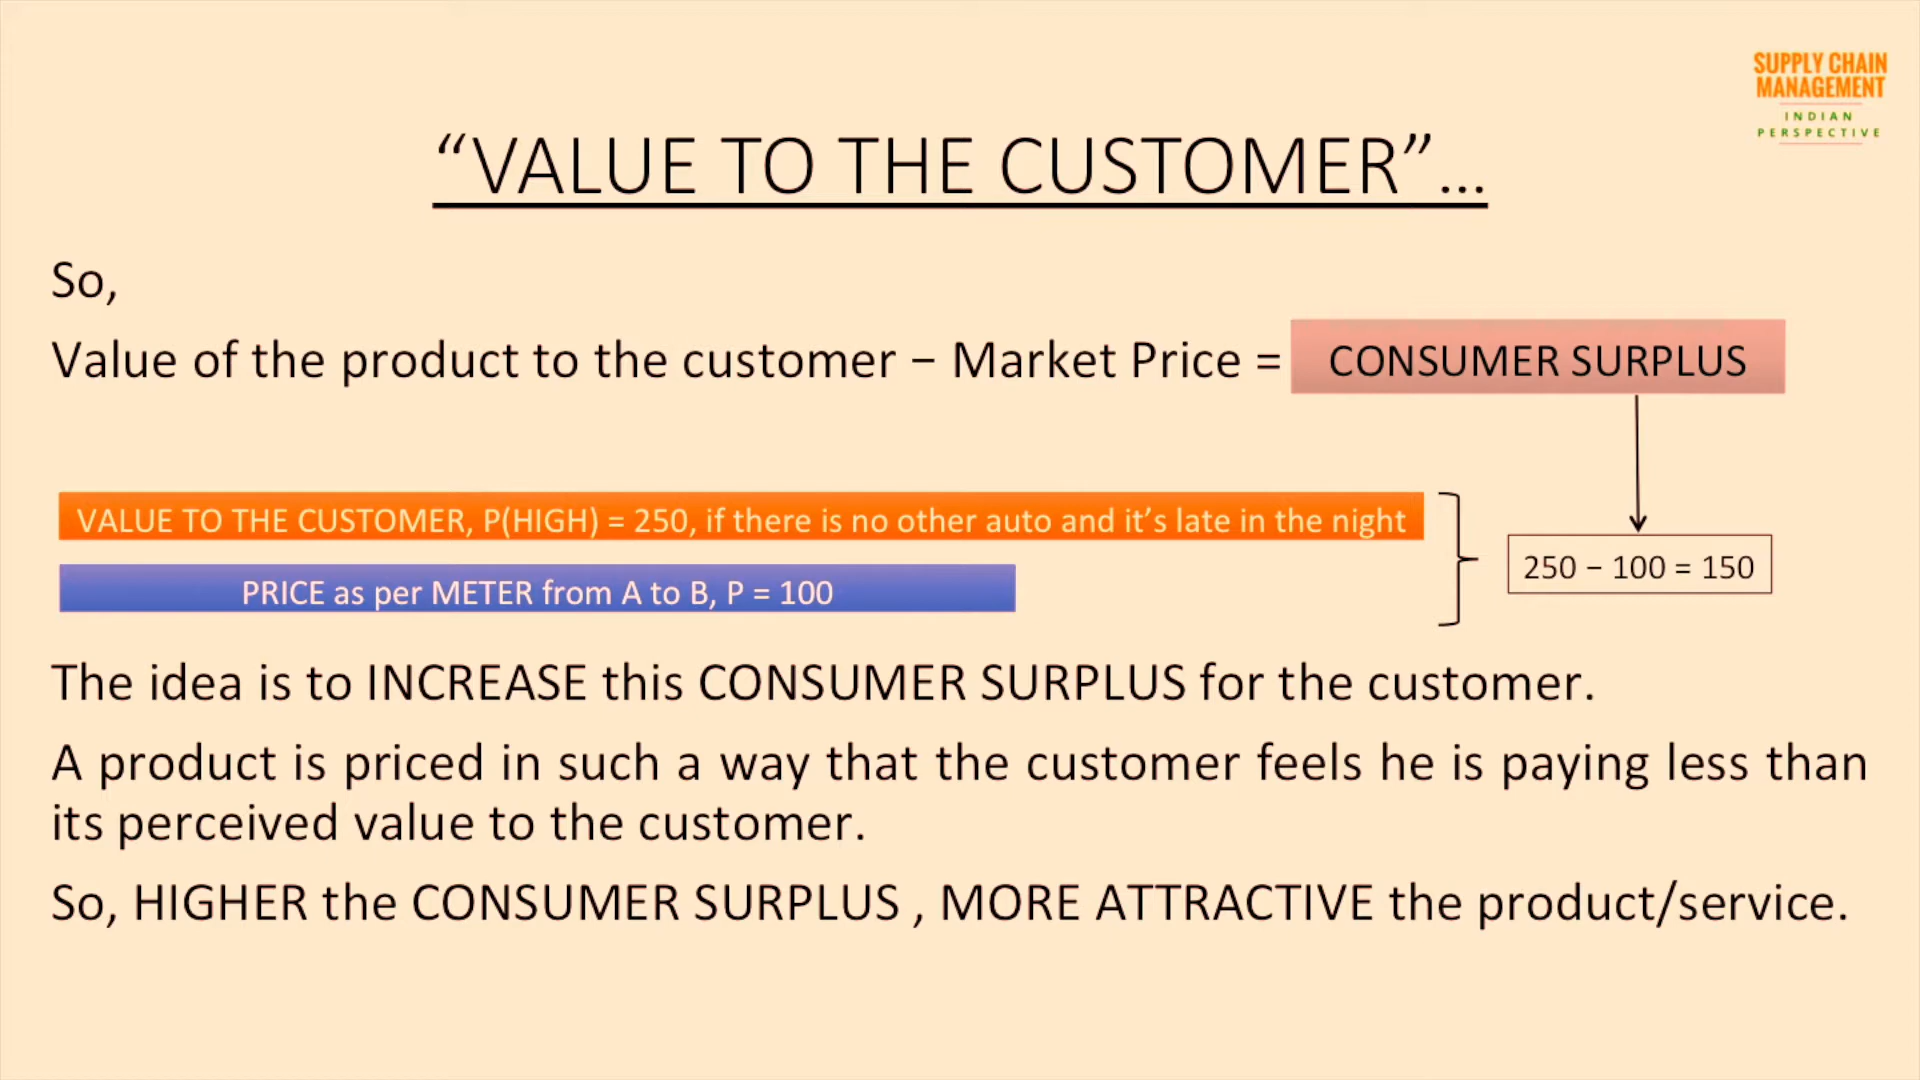 SUPPLY CHAIN
MANAGEMENT
INDIAN
PERSPECTIVE
“VALUE TO THE CUSTOMER”...
So,
Value of the product to the customer – Market Price = CONSUMER SURPLUS
VALUE TO THE CUSTOMER, P(HIGH) = 250, if there is no other auto and it’s late in the night
250 – 100 = 150
PRICE as per METER from A to B, P = 100
The idea is to INCREASE this CONSUMER SURPLUS for the customer.
A product is priced in such a way that the customer feels he is paying less than
its perceived value to the customer.
So, HIGHER the CONSUMER SURPLUS , MORE ATTRACTIVE the product/service.